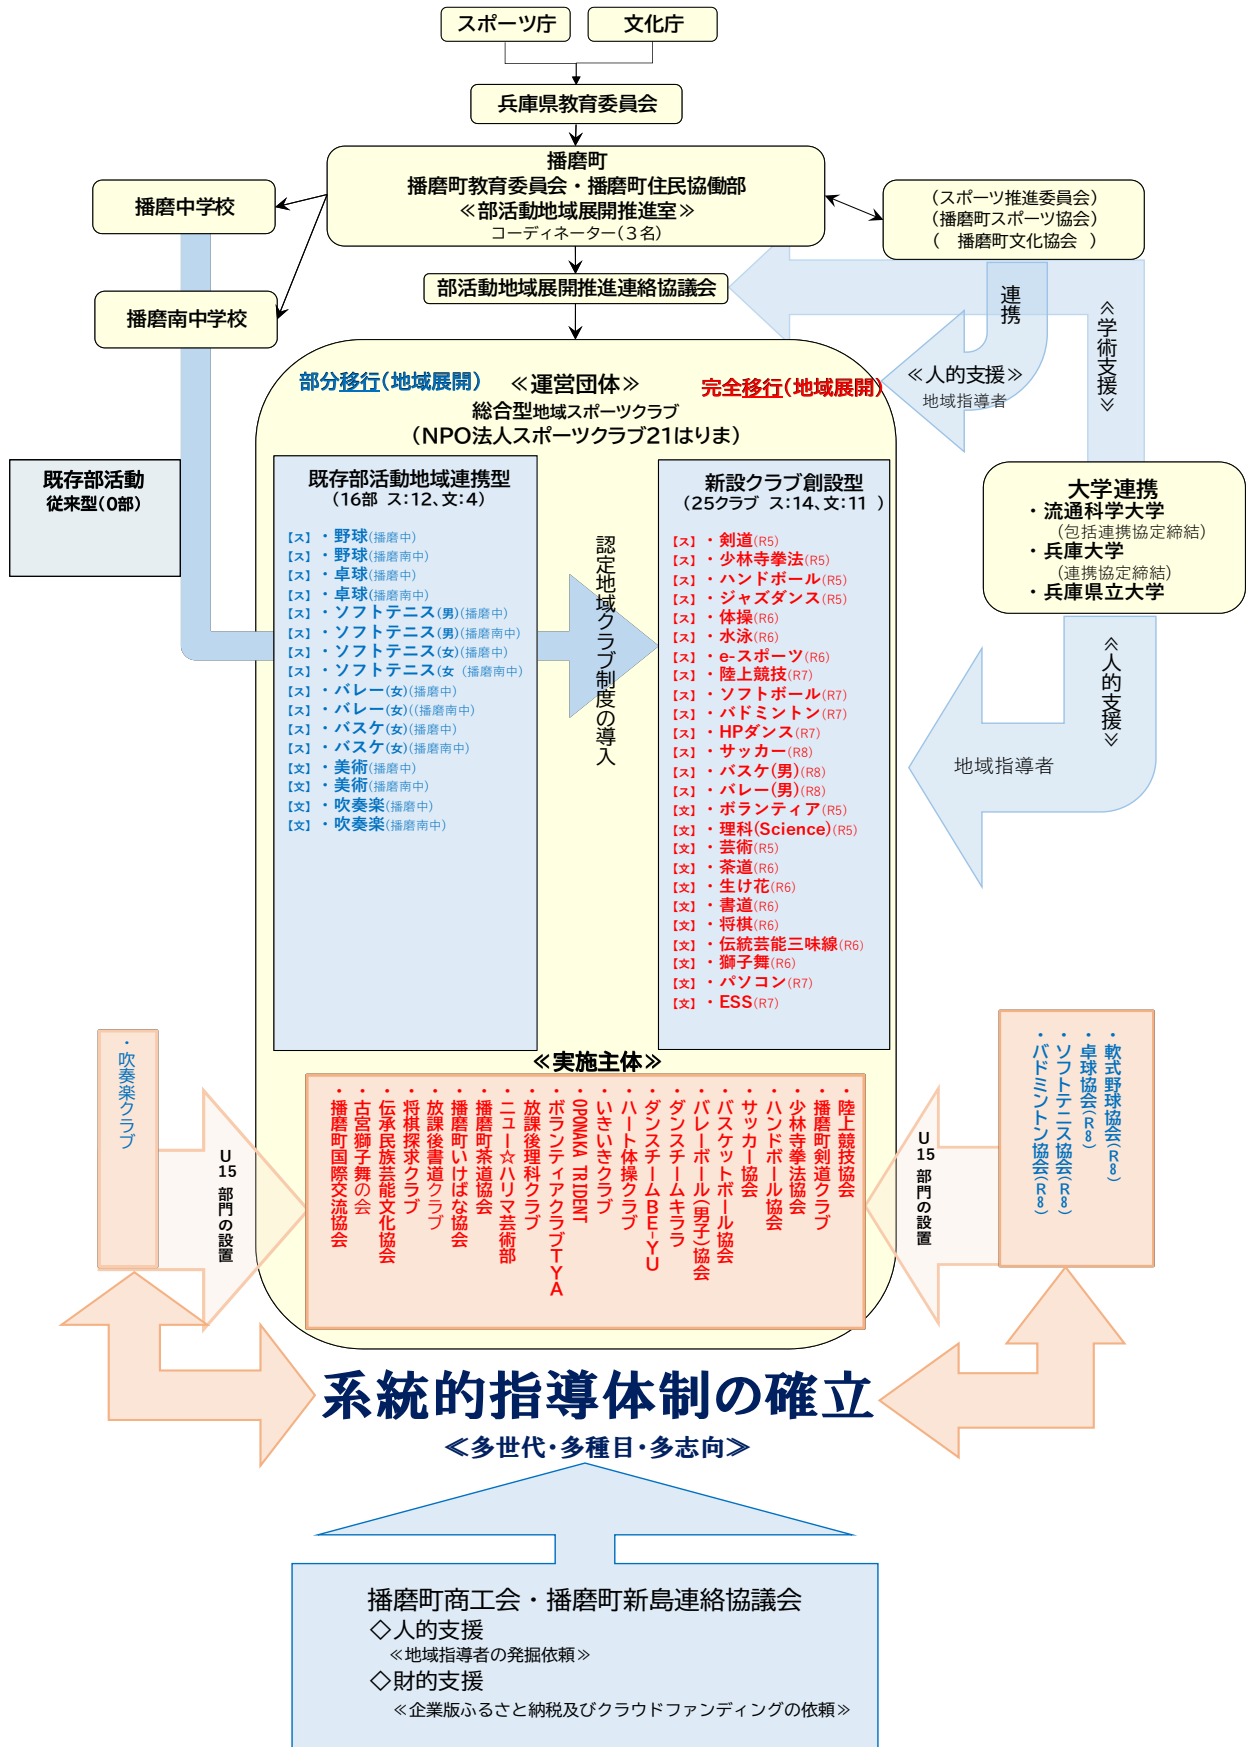 スポーツ庁
文化庁
兵庫県教育委員会
播磨町
播磨町教育委員会・播磨町住民協働部
≪部活動地域展開推進室≫
コーディネーター(3名)
播磨中学校
播磨南中学校
(スポーツ推進委員会)
(播磨町スポーツ協会)
( 播磨町文化協会 )
部活動地域展開推進連絡協議会
連携
≪人的支援≫
地域指導者
≪学術支援≫
部分移行(地域展開)
≪運営団体≫
完全移行(地域展開)
総合型地域スポーツクラブ
(NPO法人スポーツクラブ21はりま)
既存部活動
従来型(0部)
既存部活動地域連携型
(16部 ス:12、文:4)
【ス】・野球(播磨中)
【ス】・野球(播磨南中)
【ス】・卓球(播磨中)
【ス】・卓球(播磨南中)
【ス】・ソフトテニス(男)(播磨中)
【ス】・ソフトテニス(男)(播磨南中)
【ス】・ソフトテニス(女)(播磨中)
【ス】・ソフトテニス(女 (播磨南中)
【ス】・バレー(女)(播磨中)
【ス】・バレー(女)((播磨南中)
【ス】・バスケ(女)(播磨中)
【ス】・バスケ(女)(播磨南中)
【文】・美術(播磨中)
【文】・美術(播磨南中)
【文】・吹奏楽(播磨中)
【文】・吹奏楽(播磨南中)
認定地域クラブ制度の導入
新設クラブ創設型
(25クラブ ス:14、文:11 )
【ス】・剣道(R5)
【ス】・少林寺拳法(R5)
【ス】・ハンドボール(R5)
【ス】・ジャズダンス(R5)
【ス】・体操(R6)
【ス】・水泳(R6)
【ス】・e-スポーツ(R6)
【ス】・陸上競技(R7)
【ス】・ソフトボール(R7)
【ス】・バドミントン(R7)
【ス】・HPダンス(R7)
【ス】・サッカー(R8)
【ス】・バスケ(男)(R8)
【ス】・バレー(男)(R8)
【文】・ボランティア(R5)
【文】・理科(Science)(R5)
【文】・芸術(R5)
【文】・茶道(R6)
【文】・生け花(R6)
【文】・書道(R6)
【文】・将棋(R6)
【文】・伝統芸能三味線(R6)
【文】・獅子舞(R6)
【文】・パソコン(R7)
【文】・ESS(R7)
大学連携
・流通科学大学
(包括連携協定締結)
・兵庫大学
(連携協定締結)
・兵庫県立大学
≪人的支援≫
地域指導者
≪実施主体≫
・陸上競技協会
・播磨町剣道クラブ
・少林寺拳法協会
・ハンドボール協会
・サッカー協会
・バスケットボール協会
・バレーボール(男子)協会
・ダンスチームキララ
・ダンスチームBE-YU
・ハート体操クラブ
・いきいきクラブ
・OPONAKA TRIDENT
・ボランティアクラブTYA
・放課後理科クラブ
・ニュー☆ハリマ芸術部
・播磨町茶道協会
・播磨町いけばな協会
・放課後書道クラブ
・将棋探求クラブ
・伝承民族芸能文化協会
・古宮獅子舞の会
・播磨町国際交流協会
・吹奏楽クラブ
U15部門の設置
U15部門の設置
・軟式野球協会(R8)
・卓球協会(R8)
・ソフトテニス協会(R8)
・バドミントン協会(R8)
系統的指導体制の確立
≪多世代・多種目・多志向≫
播磨町商工会・播磨町新島連絡協議会
◇人的支援
≪地域指導者の発掘依頼≫
◇財的支援
≪企業版ふるさと納税及びクラウドファンディングの依頼≫